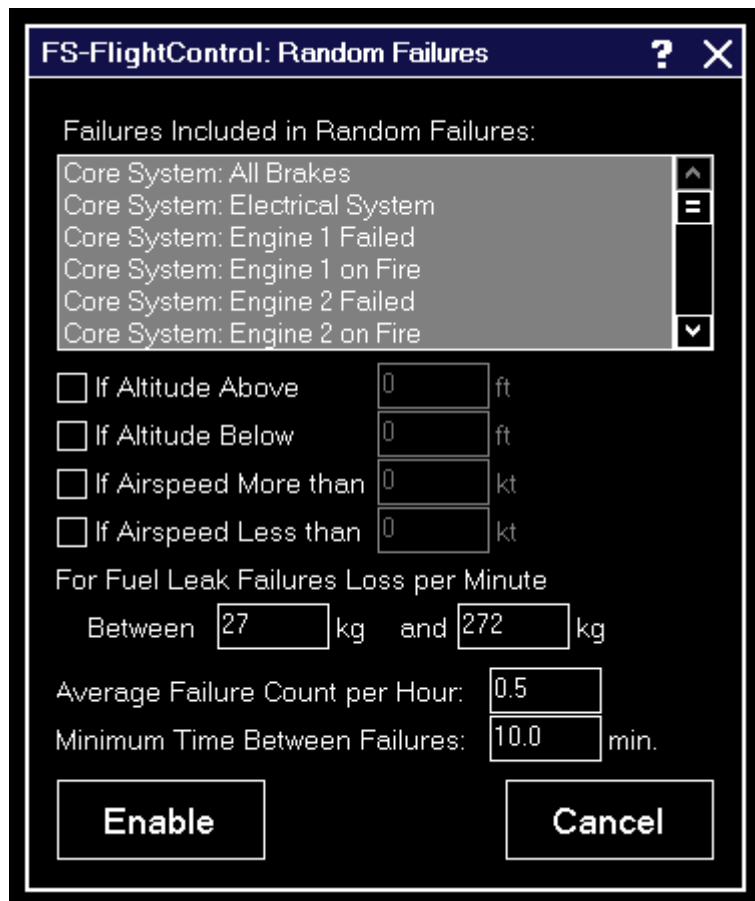 FS-FlightControl: Random Failures ? X
Failures Included in Random Failures:
Core System: All Brakes
Core System: Electrical System
Core System: Engine 1 Failed
Core System: Engine 1 on Fire
Core System: Engine 2 Failed
Core System: Engine 2 on Fire
If Altitude Above 0 ft
If Altitude Below 0 ft
If Airspeed More than 0 kt
If Airspeed Less than 0 kt
For Fuel Leak Failures Loss per Minute
Between 27 kg and 272 kg
Average Failure Count per Hour: 0.5
Minimum Time Between Failures: 10.0 min.
Enable Cancel